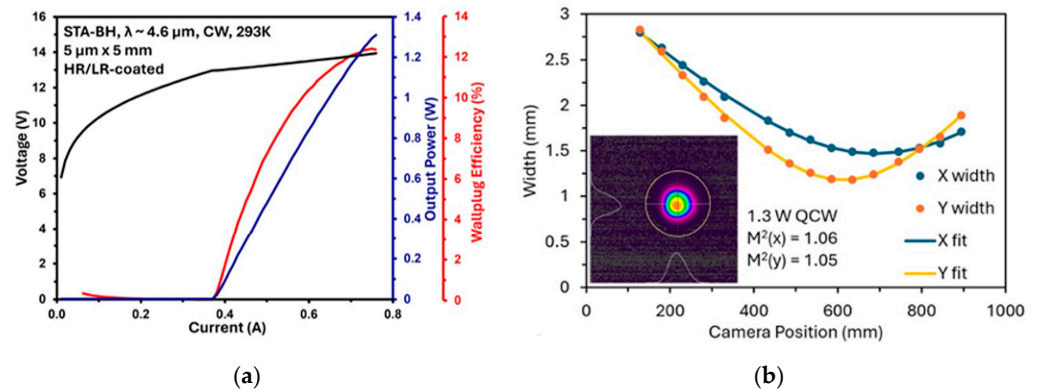 STA-BH, λ ~ 4.6 µm, CW, 293K
5 µm x 5 mm
HR/LR-coated
Voltage (V)
16
14
12
10
8
6
4
2
0
0.0
0.2
0.4
0.6
0.8
Current (A)
1.4
1.2
1
0.8
0.6
0.4
0.2
0
Output Power (W)
14
12
10
8
6
4
2
0
Wallplug Efficiency (%)
(a)
b)
Width (mm)
3
2.5
2
1.5
1
0.5
0
0
200
400
600
800
1000
Camera Position (mm)
1.3 W QCW
M²(x) = 1.06
M²(y) = 1.05
X width
Y width
X fit
Y fit
(b)
a)